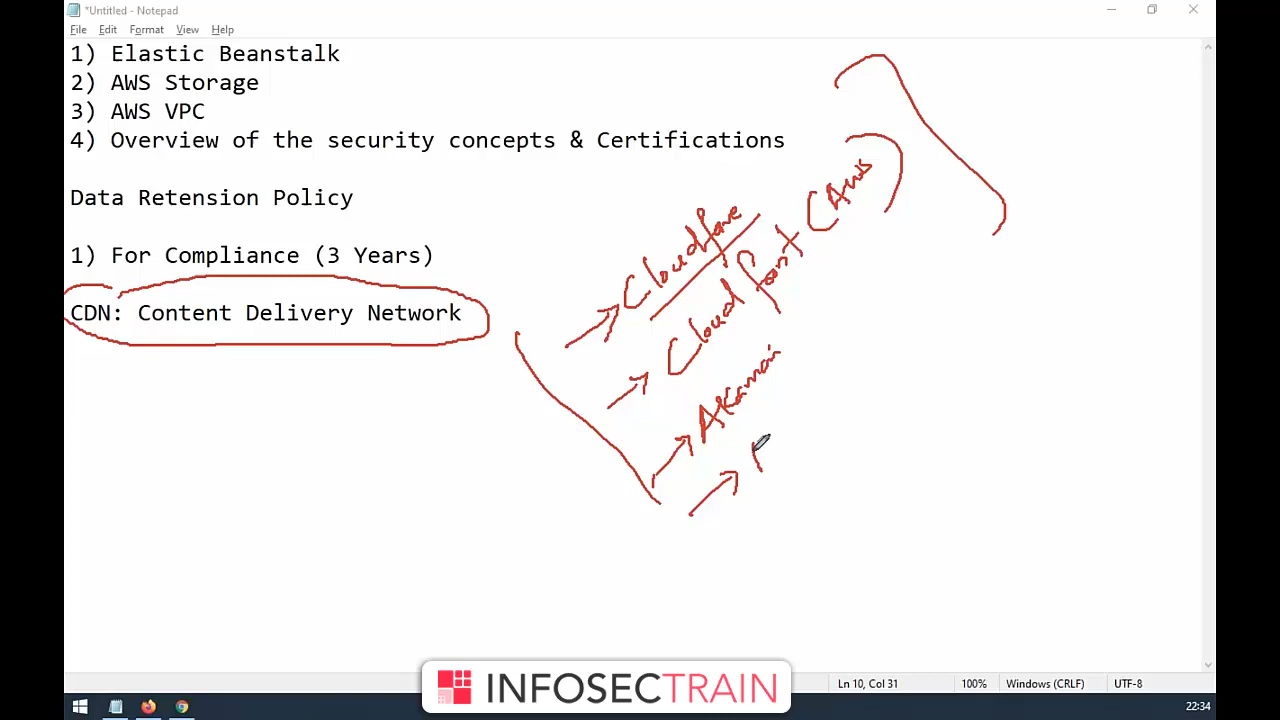 *Untitled - Notepad
File Edit Format View Help
1) Elastic Beanstalk
2) AWS Storage
3) AWS VPC
4) Overview of the security concepts & Certifications
Data Retension Policy
1) For Compliance (3 Years)
CDN: Content Delivery Network
Cloudflare
Cloud front (AWS)
Akamai
INFOSECTRAIN
Ln 10, Col 31 100% Windows (CRLF) UTF-8
22:34